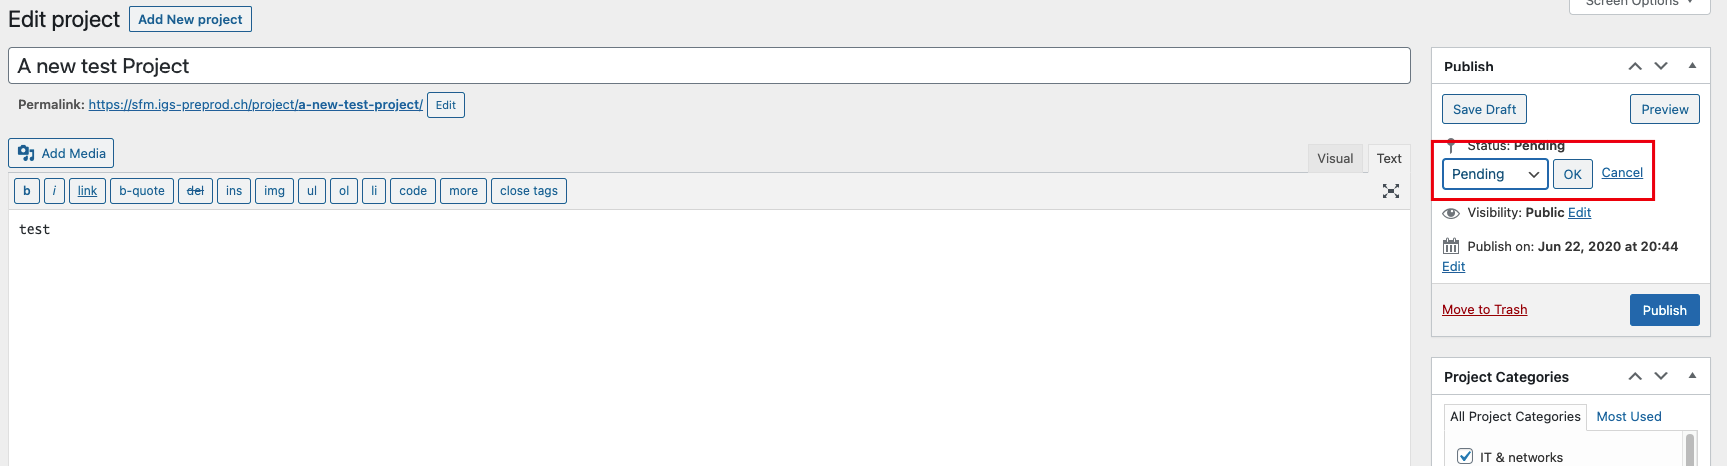 Screen Options
Edit project Add New project
A new test Project
Permalink: https://sfm.igs-preprod.ch/project/a-new-test-project/ Edit
Add Media
Visual Text
b i link b-quote del ins img ul ol li code more close tags
test
Publish
Save Draft Preview
Status: Pending
Pending OK Cancel
Visibility: Public Edit
Publish on: Jun 22, 2020 at 20:44
Edit
Move to Trash Publish
Project Categories
All Project Categories Most Used
IT & networks